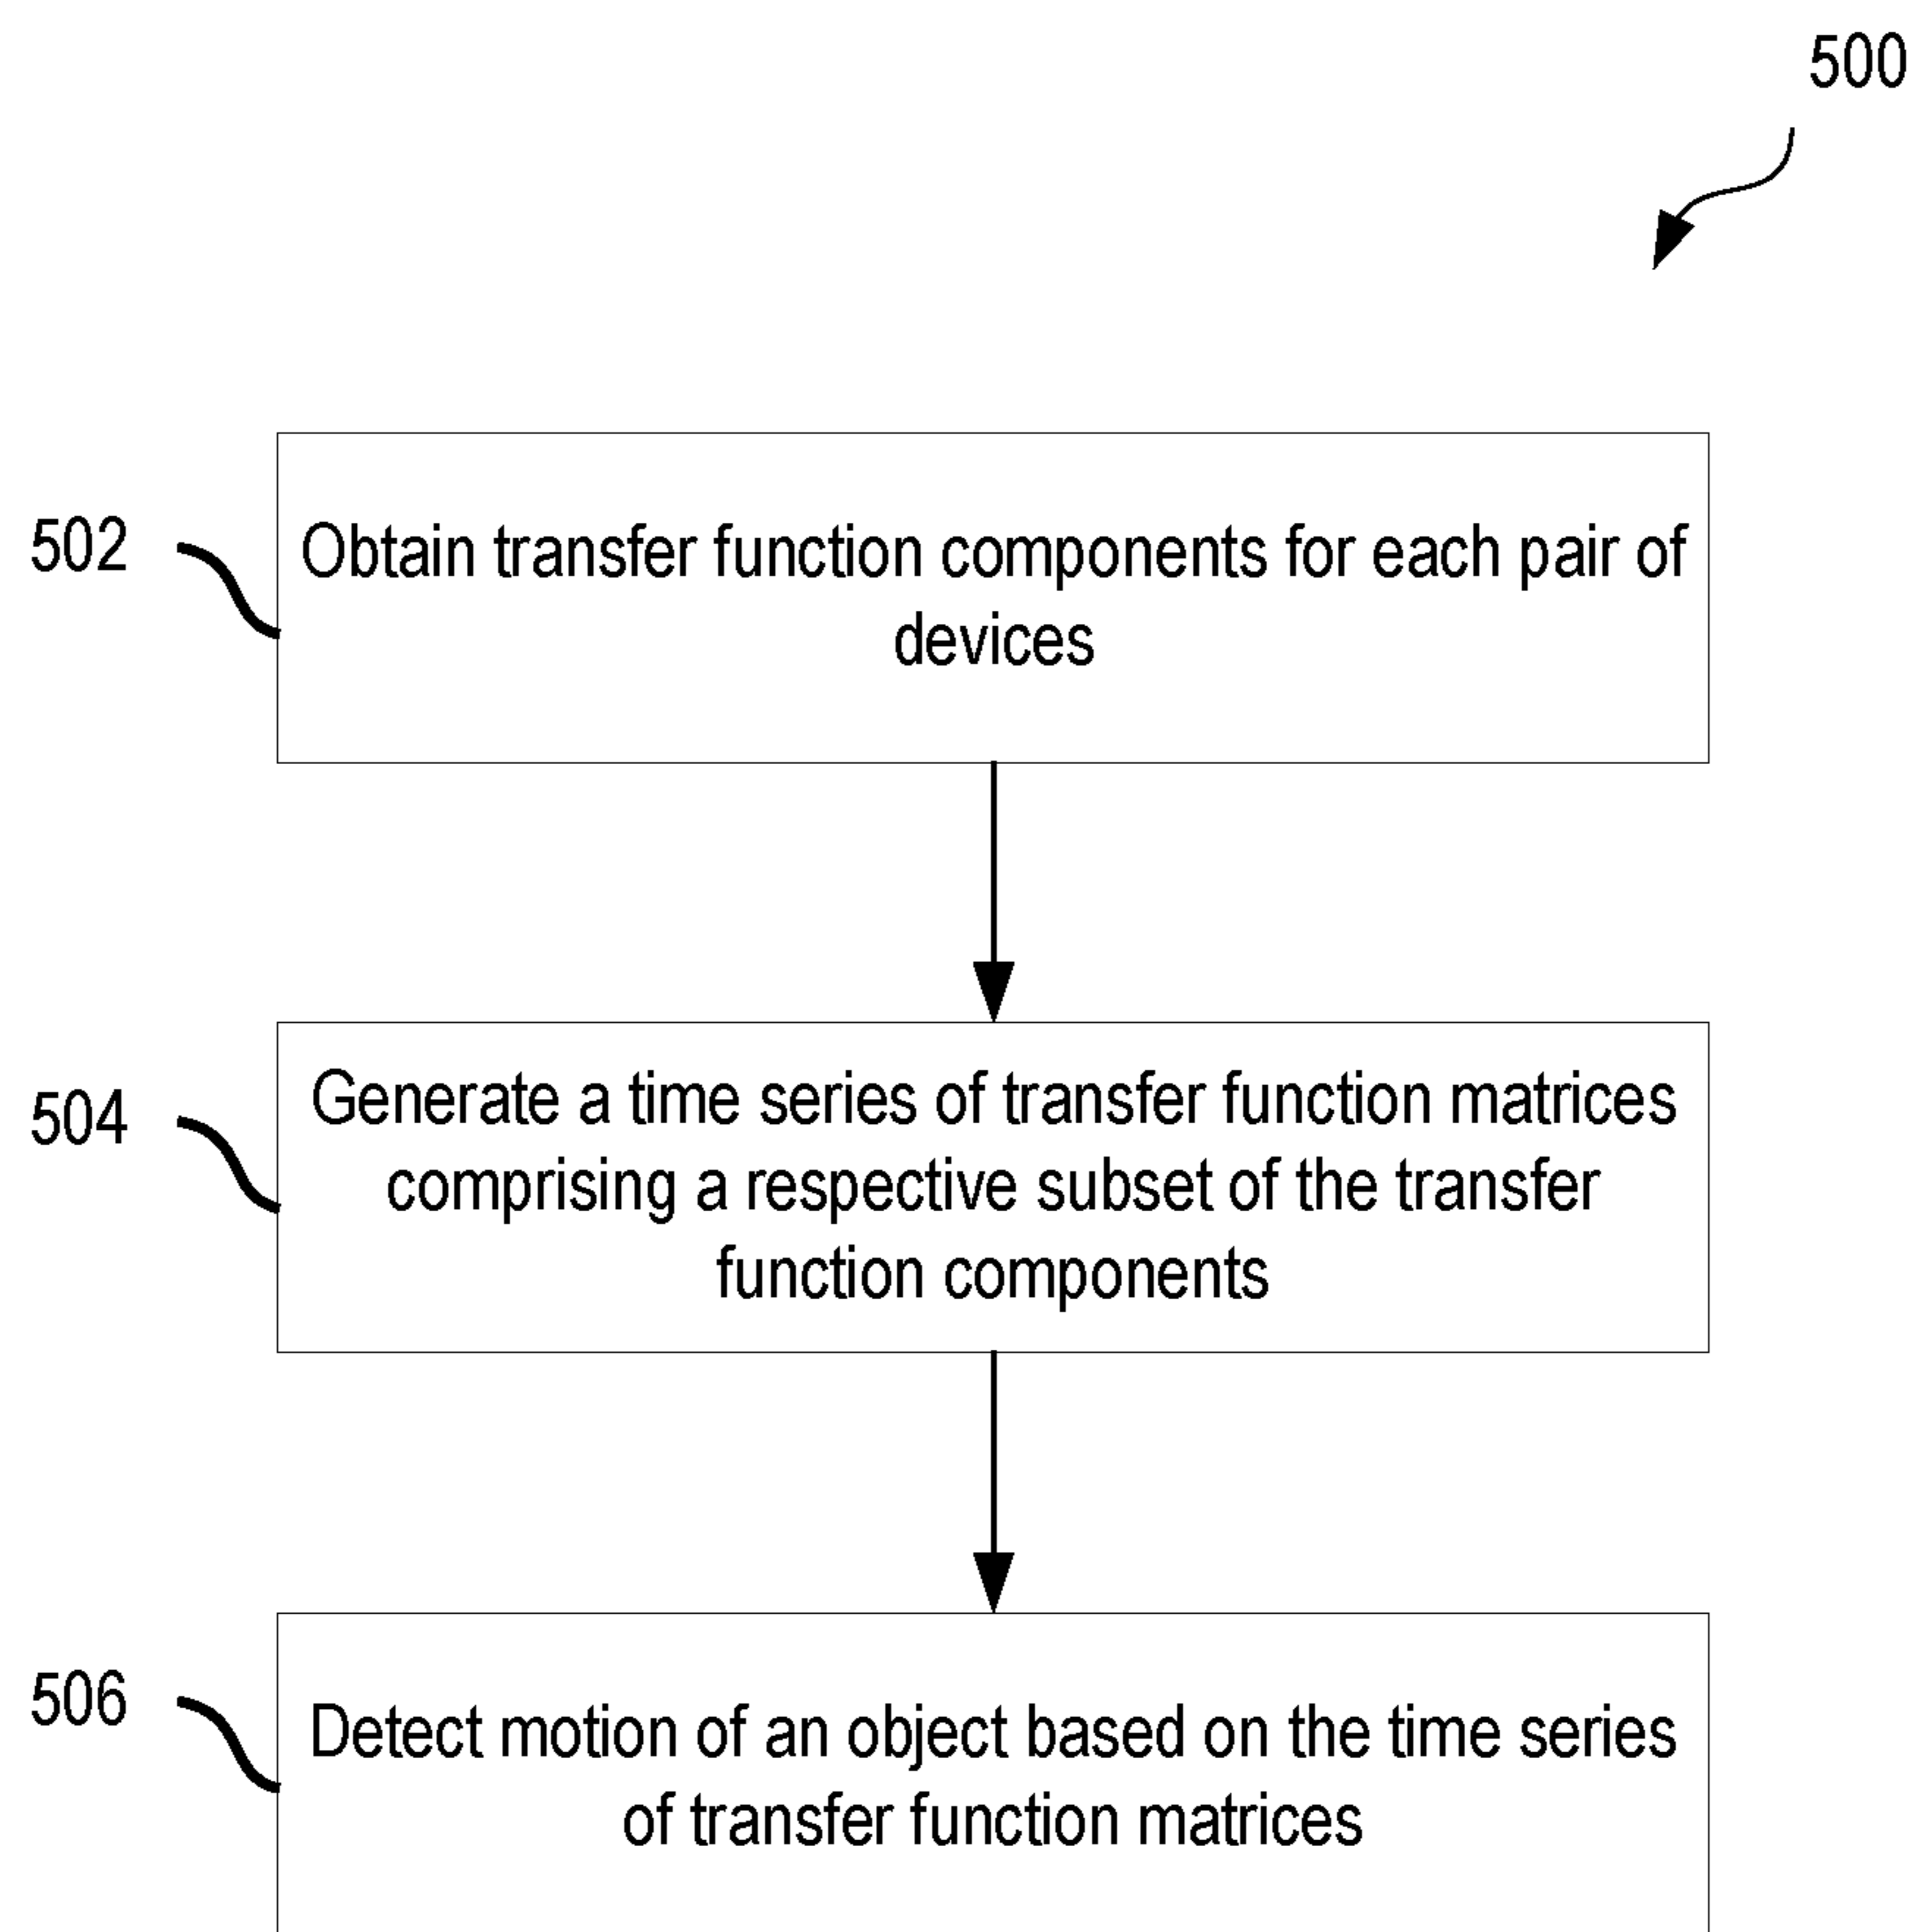 500
502
Obtain transfer function components for each pair of
devices
504
Generate a time series of transfer function matrices
comprising a respective subset of the transfer
function components
506
Detect motion of an object based on the time series
of transfer function matrices